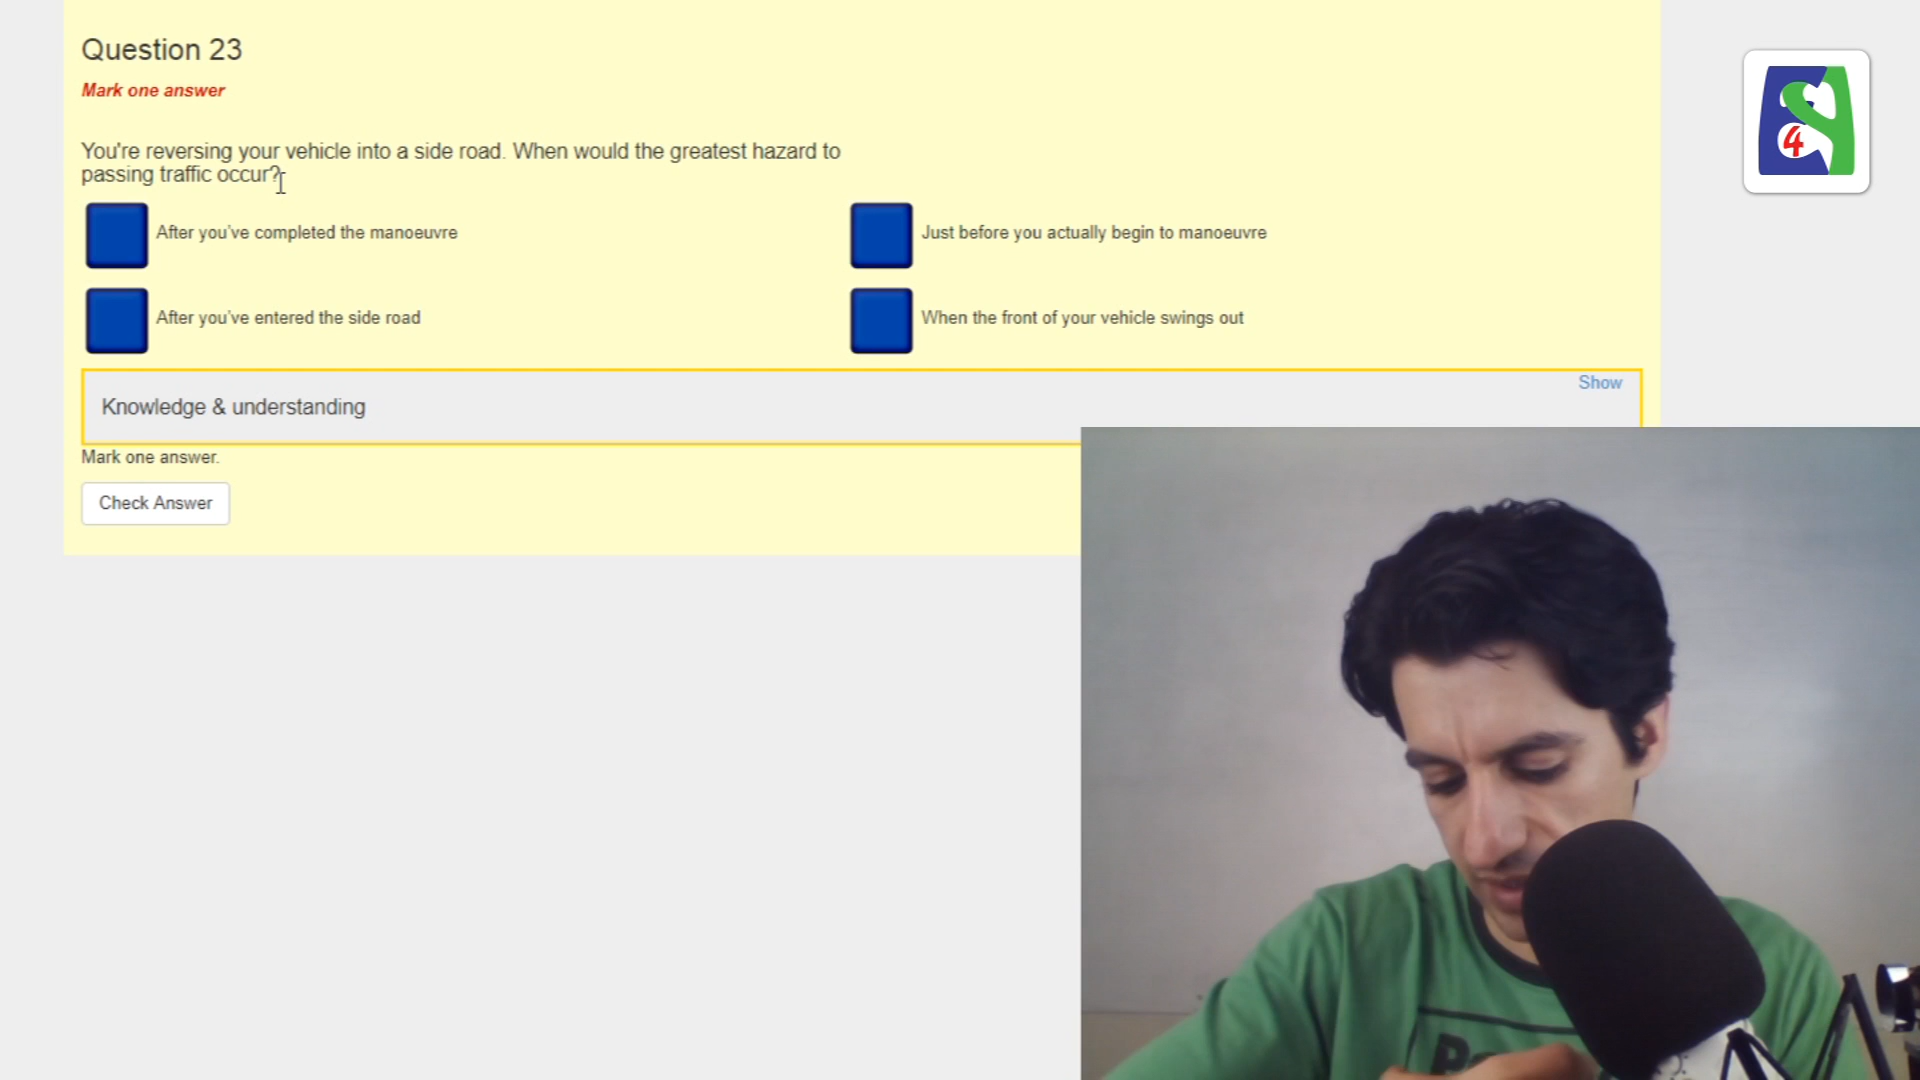 Question 23
Mark one answer
You're reversing your vehicle into a side road. When would the greatest hazard to
passing traffic occur?
After you've completed the manoeuvre
Just before you actually begin to manoeuvre
After you've entered the side road
When the front of your vehicle swings out
Show
Knowledge & understanding
Mark one answer.
Check Answer
4